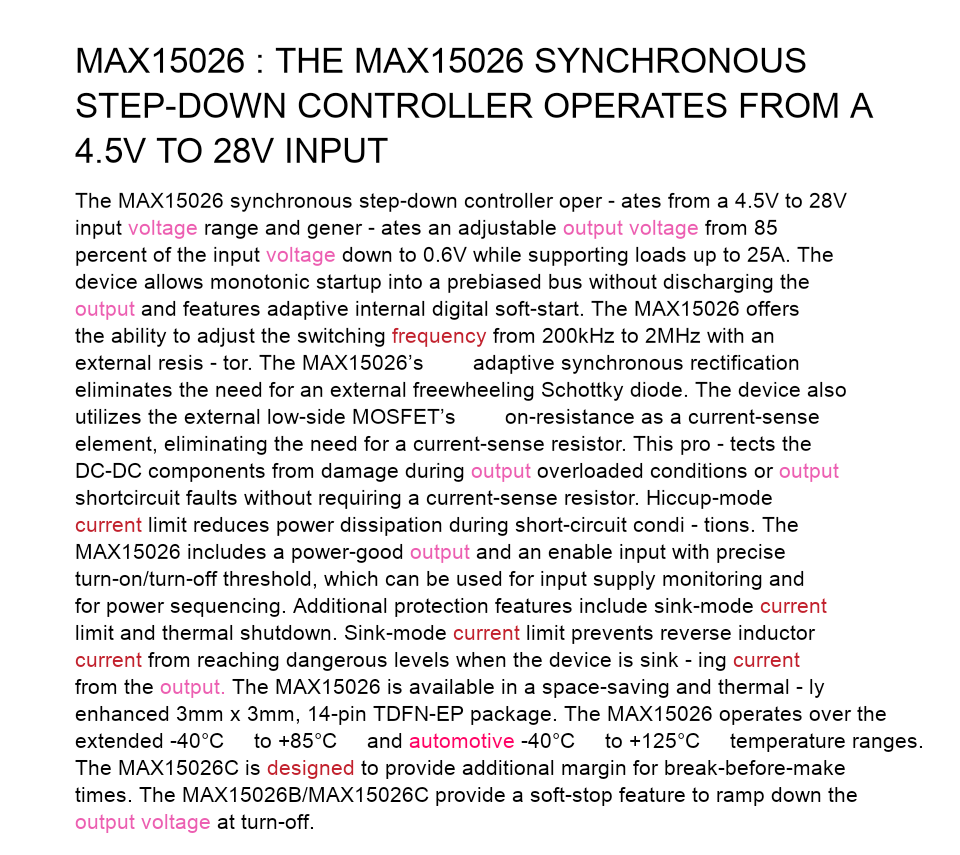 MAX15026 : THE MAX15026 SYNCHRONOUS
STEP-DOWN CONTROLLER OPERATES FROM A
4.5V TO 28V INPUT
The MAX15026 synchronous step-down controller oper - ates from a 4.5V to 28V
input voltage range and gener - ates an adjustable output voltage from 85
percent of the input voltage down to 0.6V while supporting loads up to 25A. The
device allows monotonic startup into a prebiased bus without discharging the
output and features adaptive internal digital soft-start. The MAX15026 offers
the ability to adjust the switching frequency from 200kHz to 2MHz with an
external resis - tor. The MAX15026’s adaptive synchronous rectification
eliminates the need for an external freewheeling Schottky diode. The device also
utilizes the external low-side MOSFET’s on-resistance as a current-sense
element, eliminating the need for a current-sense resistor. This pro - tects the
DC-DC components from damage during output overloaded conditions or output
shortcircuit faults without requiring a current-sense resistor. Hiccup-mode
current limit reduces power dissipation during short-circuit condi - tions. The
MAX15026 includes a power-good output and an enable input with precise
turn-on/turn-off threshold, which can be used for input supply monitoring and
for power sequencing. Additional protection features include sink-mode current
limit and thermal shutdown. Sink-mode current limit prevents reverse inductor
current from reaching dangerous levels when the device is sink - ing current
from the output. The MAX15026 is available in a space-saving and thermal - ly
enhanced 3mm x 3mm, 14-pin TDFN-EP package. The MAX15026 operates over the
extended -40°C to +85°C and automotive -40°C to +125°C temperature ranges.
The MAX15026C is designed to provide additional margin for break-before-make
times. The MAX15026B/MAX15026C provide a soft-stop feature to ramp down the
output voltage at turn-off.